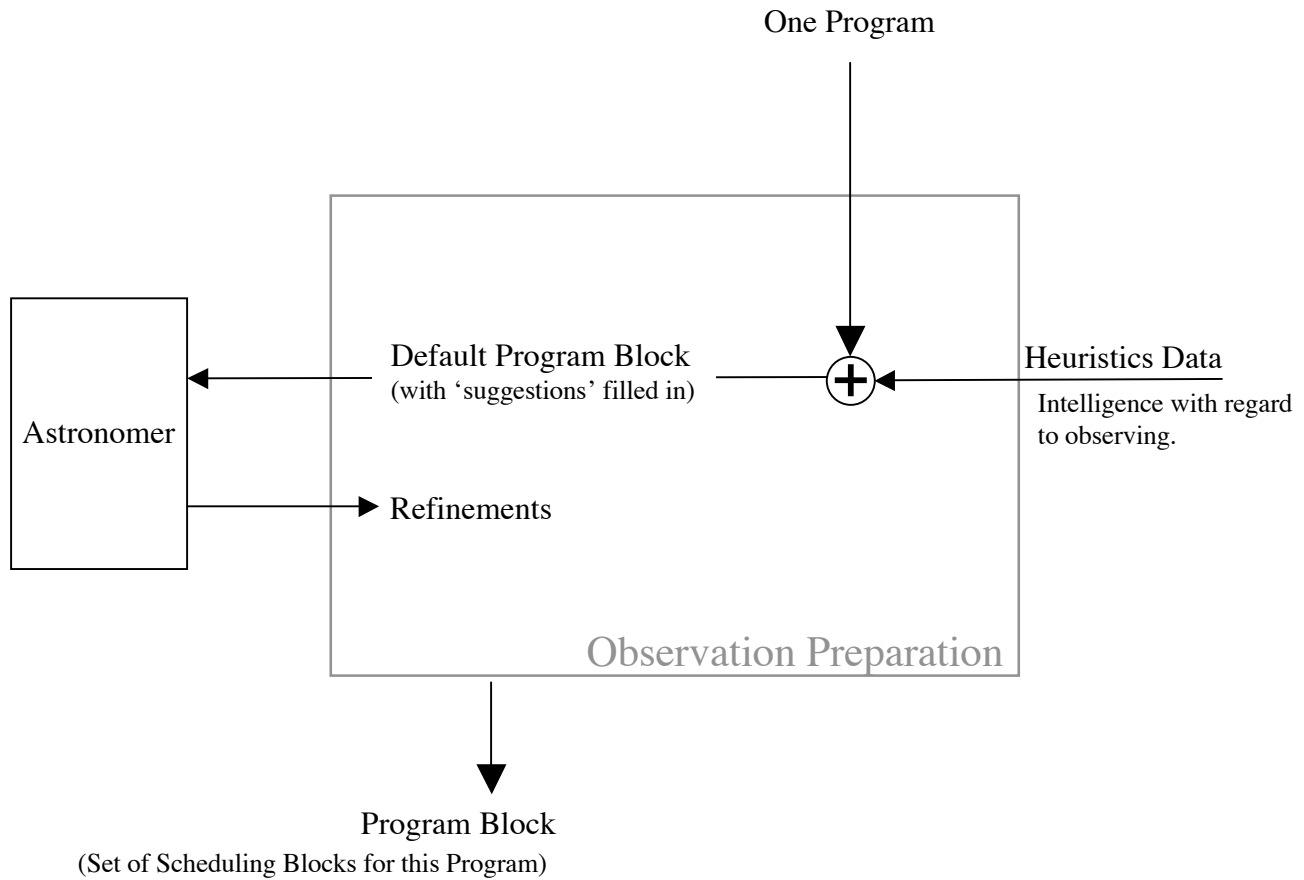 One Program
Default Program Block
(with ‘suggestions’ filled in)
Heuristics Data
Intelligence with regard
to observing.
Astronomer
Refinements
Observation Preparation
Program Block
(Set of Scheduling Blocks for this Program)